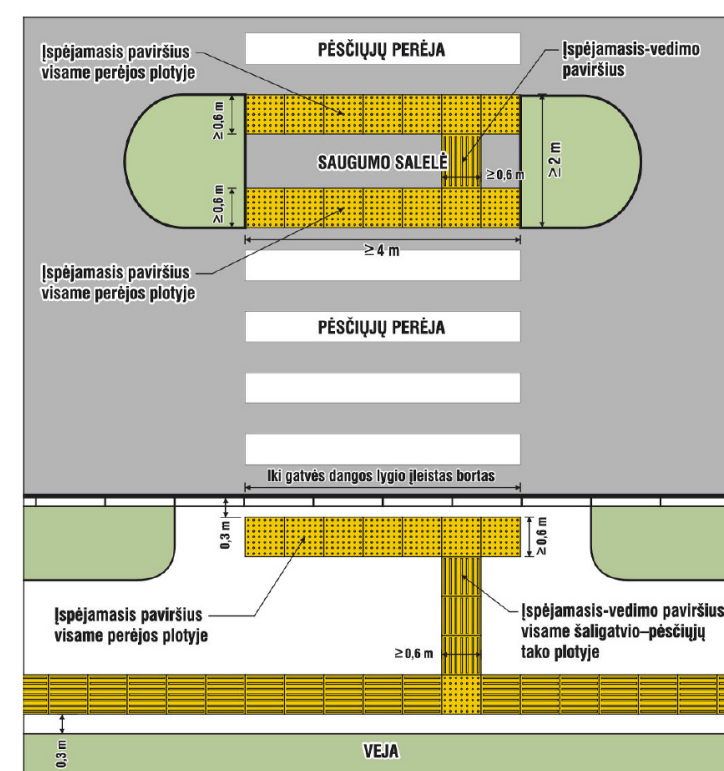 PĖSČIŲJŲ PERĖJA
Įspėjamasis paviršius
visame perėjos plotyje
Įspėjamasis-vedimo
paviršius
≥0,6 m
SAUGUMO SALELĖ
≥0,6 m
≥ 2 m
≥0,6 m
≥ 4 m
Įspėjamasis paviršius
visame perėjos plotyje
PĖSČIŲJŲ PERĖJA
Iki gatvės dangos lygio įleistas bortas
0,3 m
≥0,6 m
Įspėjamasis paviršius
visame perėjos plotyje
Įspėjamasis-vedimo paviršius
visame šaligatvio–pėsčiųjų
tako plotyje
≥0,6 m
0,3 m
VEJA